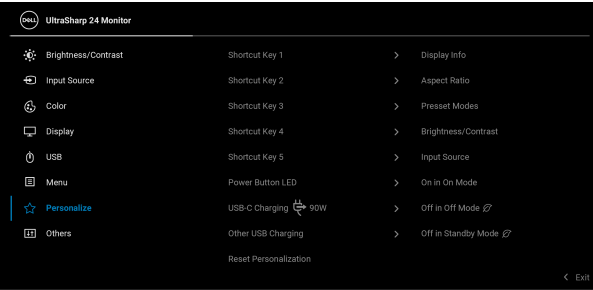 DELL UltraSharp 24 Monitor
Brightness/Contrast Shortcut Key 1 > Display Info
Input Source Shortcut Key 2 > Aspect Ratio
Color Shortcut Key 3 > Presset Modes
Display Shortcut Key 4 > Brightness/Contrast
USB Shortcut Key 5 > Input Source
Menu Power Button LED > On in On Mode
Personalize USB-C Charging 90W > Off in Off Mode
Others Other USB Charging > Off in Standby Mode
Reset Personalization
< Exit